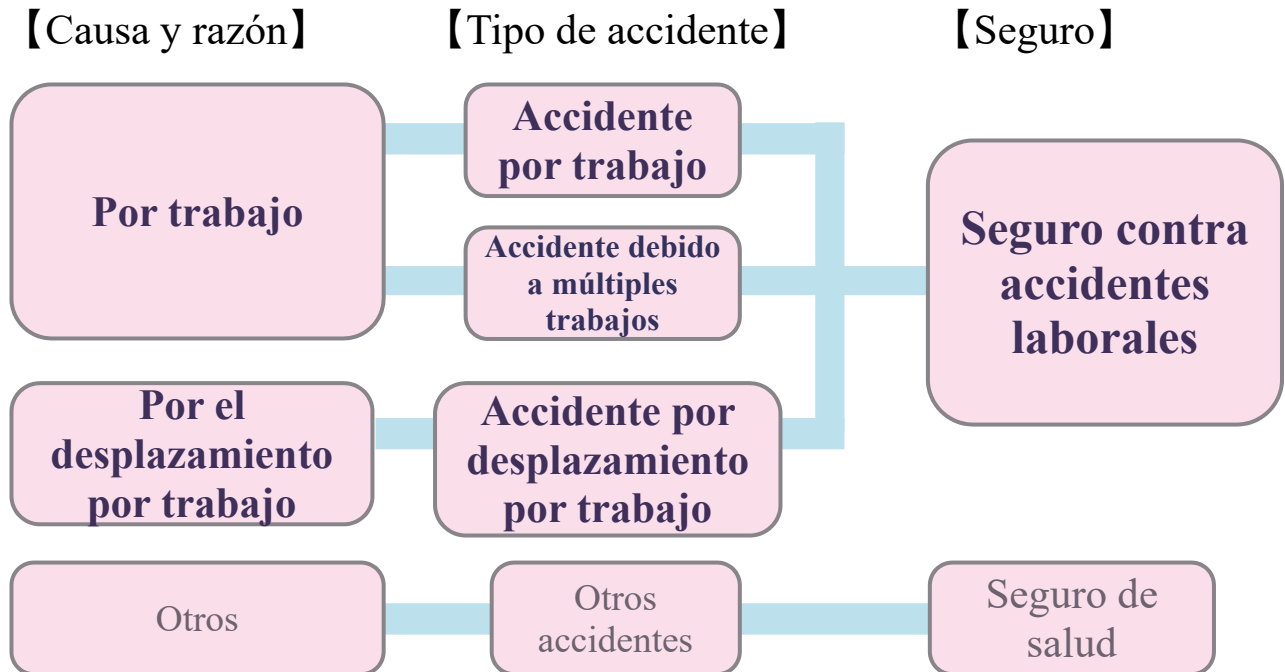 【Causa y razón】 【Tipo de accidente】 【Seguro】
Por trabajo
Accidente
por trabajo
Accidente debido
a múltiples
trabajos
Seguro contra
accidentes
laborales
Por el
desplazamiento
por trabajo
Accidente por
desplazamiento
por trabajo
Otros
Otros
accidentes
Seguro de
salud